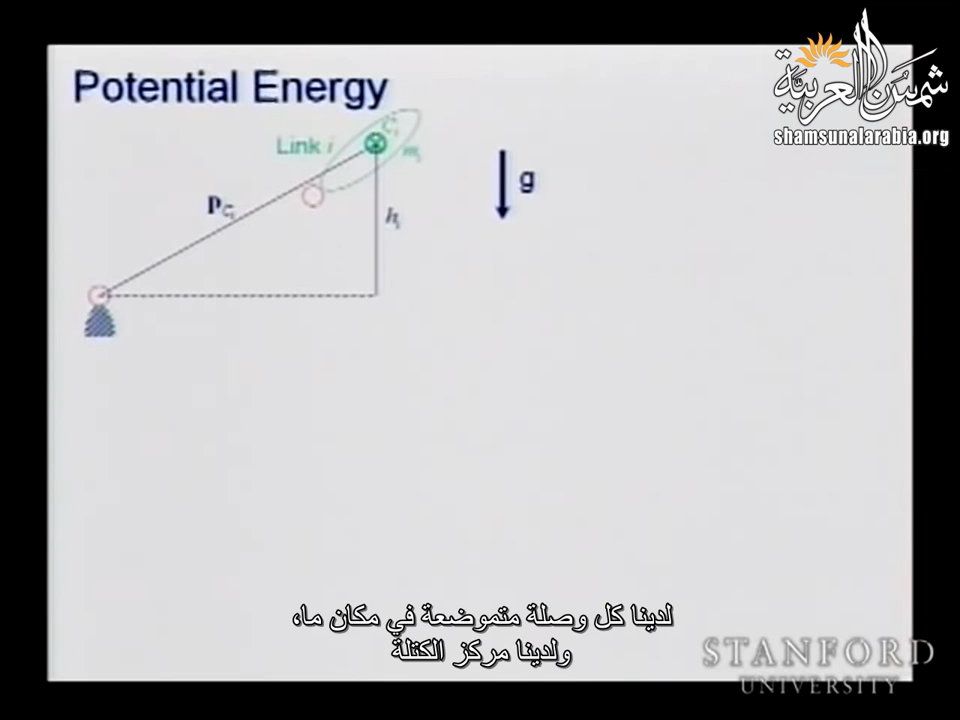 شمس العربية
shamsunalarabia.org
Potential Energy
Link i
g
h_i
لدينا كل وصلة متموضعة في مكان ما،
ولدينا مركز الكتلة
STANFORD
UNIVERSITY